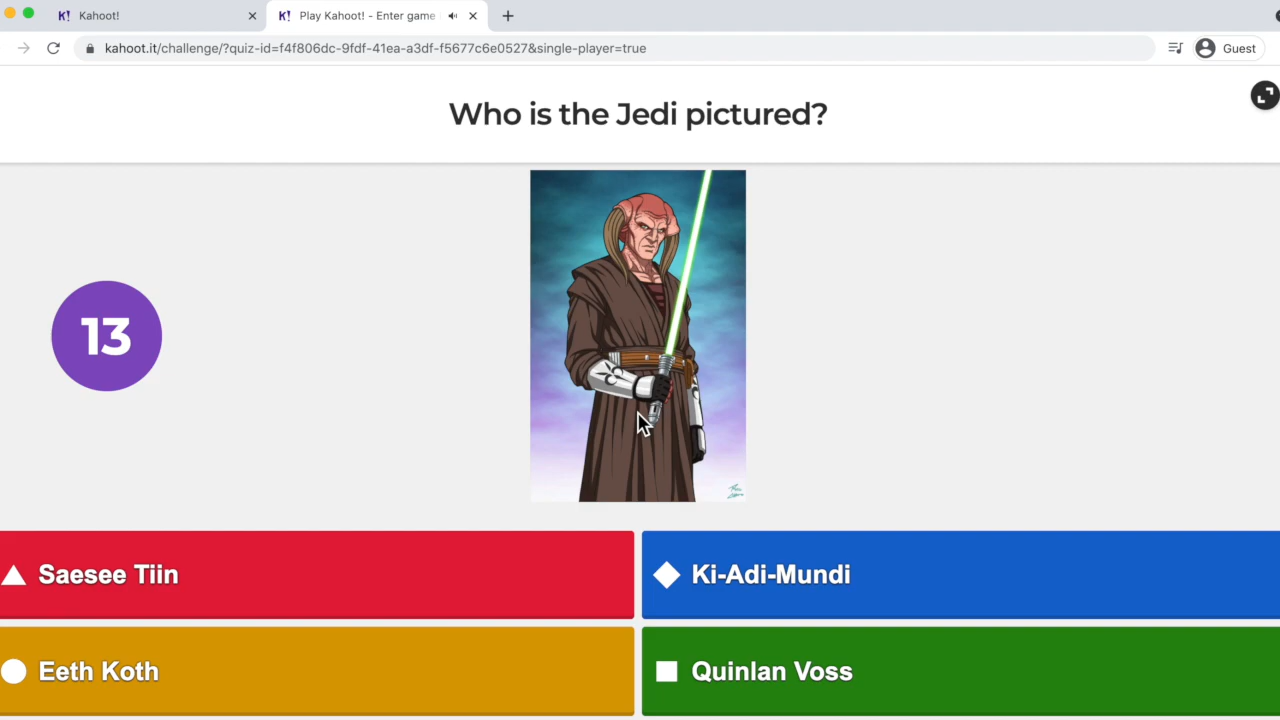 K! Kahoot!
K! Play Kahoot! - Enter game
kahoot.it/challenge/?quiz-id=f4f806dc-9fdf-41ea-a3df-f5677c6e0527&single-player=true
Guest
Who is the Jedi pictured?
13
Saesee Tiin
Ki-Adi-Mundi
Eeth Koth
Quinlan Voss